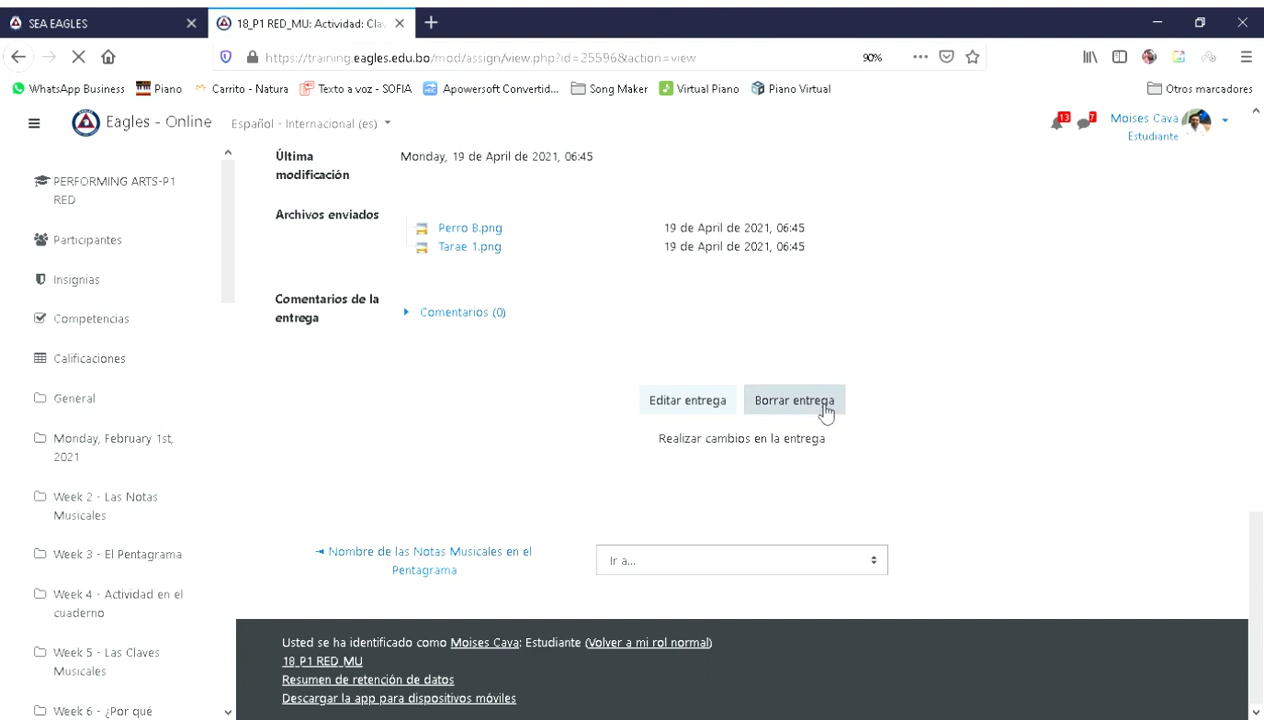 SEA EAGLES
18_P1 RED_MU: Actividad: Clav
https://training.eagles.edu.bo/mod/assign/view.php?id=25596&action=view
90%
WhatsApp Business
Piano
Carrito - Natura
Texto a voz - SOFIA
Apowersoft Convertid...
Song Maker
Virtual Piano
Piano Virtual
Otros marcadores
Eagles - Online
Español - Internacional (es)
13
7
Moises Cava
Estudiante
PERFORMING ARTS-P1
RED
Participantes
Insignias
Competencias
Calificaciones
General
Monday, February 1st,
2021
Week 2 - Las Notas
Musicales
Week 3 - El Pentagrama
Week 4 - Actividad en el
cuaderno
Week 5 - Las Claves
Musicales
Week 6 - ¿Por qué
Última
modificación
Monday, 19 de April de 2021, 06:45
Archivos enviados
Perro B.png
19 de April de 2021, 06:45
Tarae 1.png
19 de April de 2021, 06:45
Comentarios de la
entrega
Comentarios (0)
Editar entrega
Borrar entrega
Realizar cambios en la entrega
◄ Nombre de las Notas Musicales en el
Pentagrama
Ir a...
Usted se ha identificado como Moises Cava: Estudiante (Volver a mi rol normal)
18_P1 RED_MU
Resumen de retención de datos
Descargar la app para dispositivos móviles